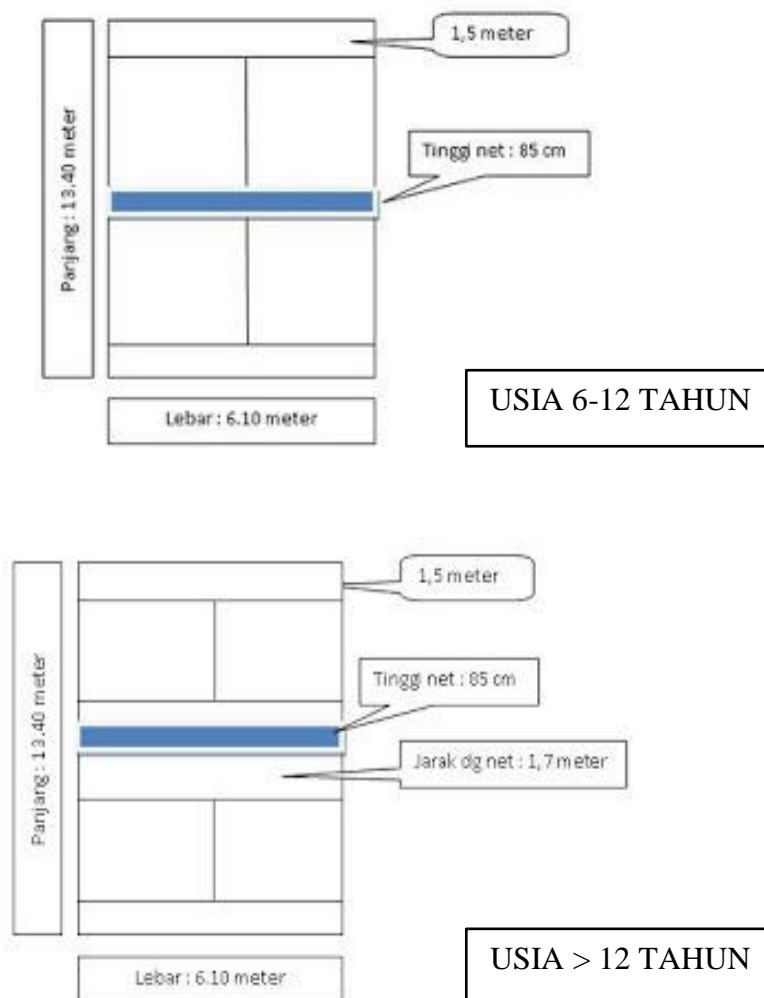 1,5 meter
Panjang : 13.40 meter
Tinggi net : 85 cm
Lebar : 6.10 meter
USIA 6-12 TAHUN
1,5 meter
Panjang : 13.40 meter
Tinggi net : 85 cm
Jarak dg net : 1,7 meter
Lebar : 6.10 meter
USIA > 12 TAHUN